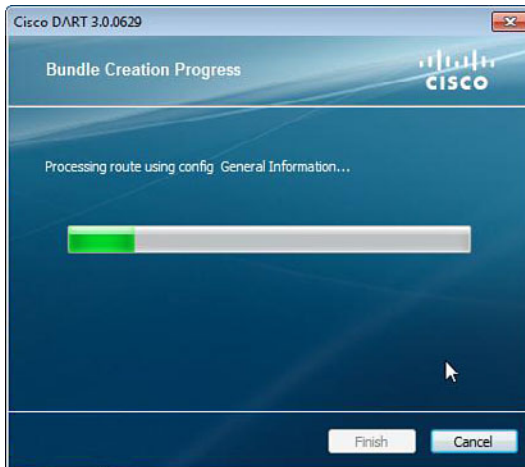 Cisco DART 3.0.0629
Bundle Creation Progress
CISCO
Processing route using config General Information...
Finish
Cancel